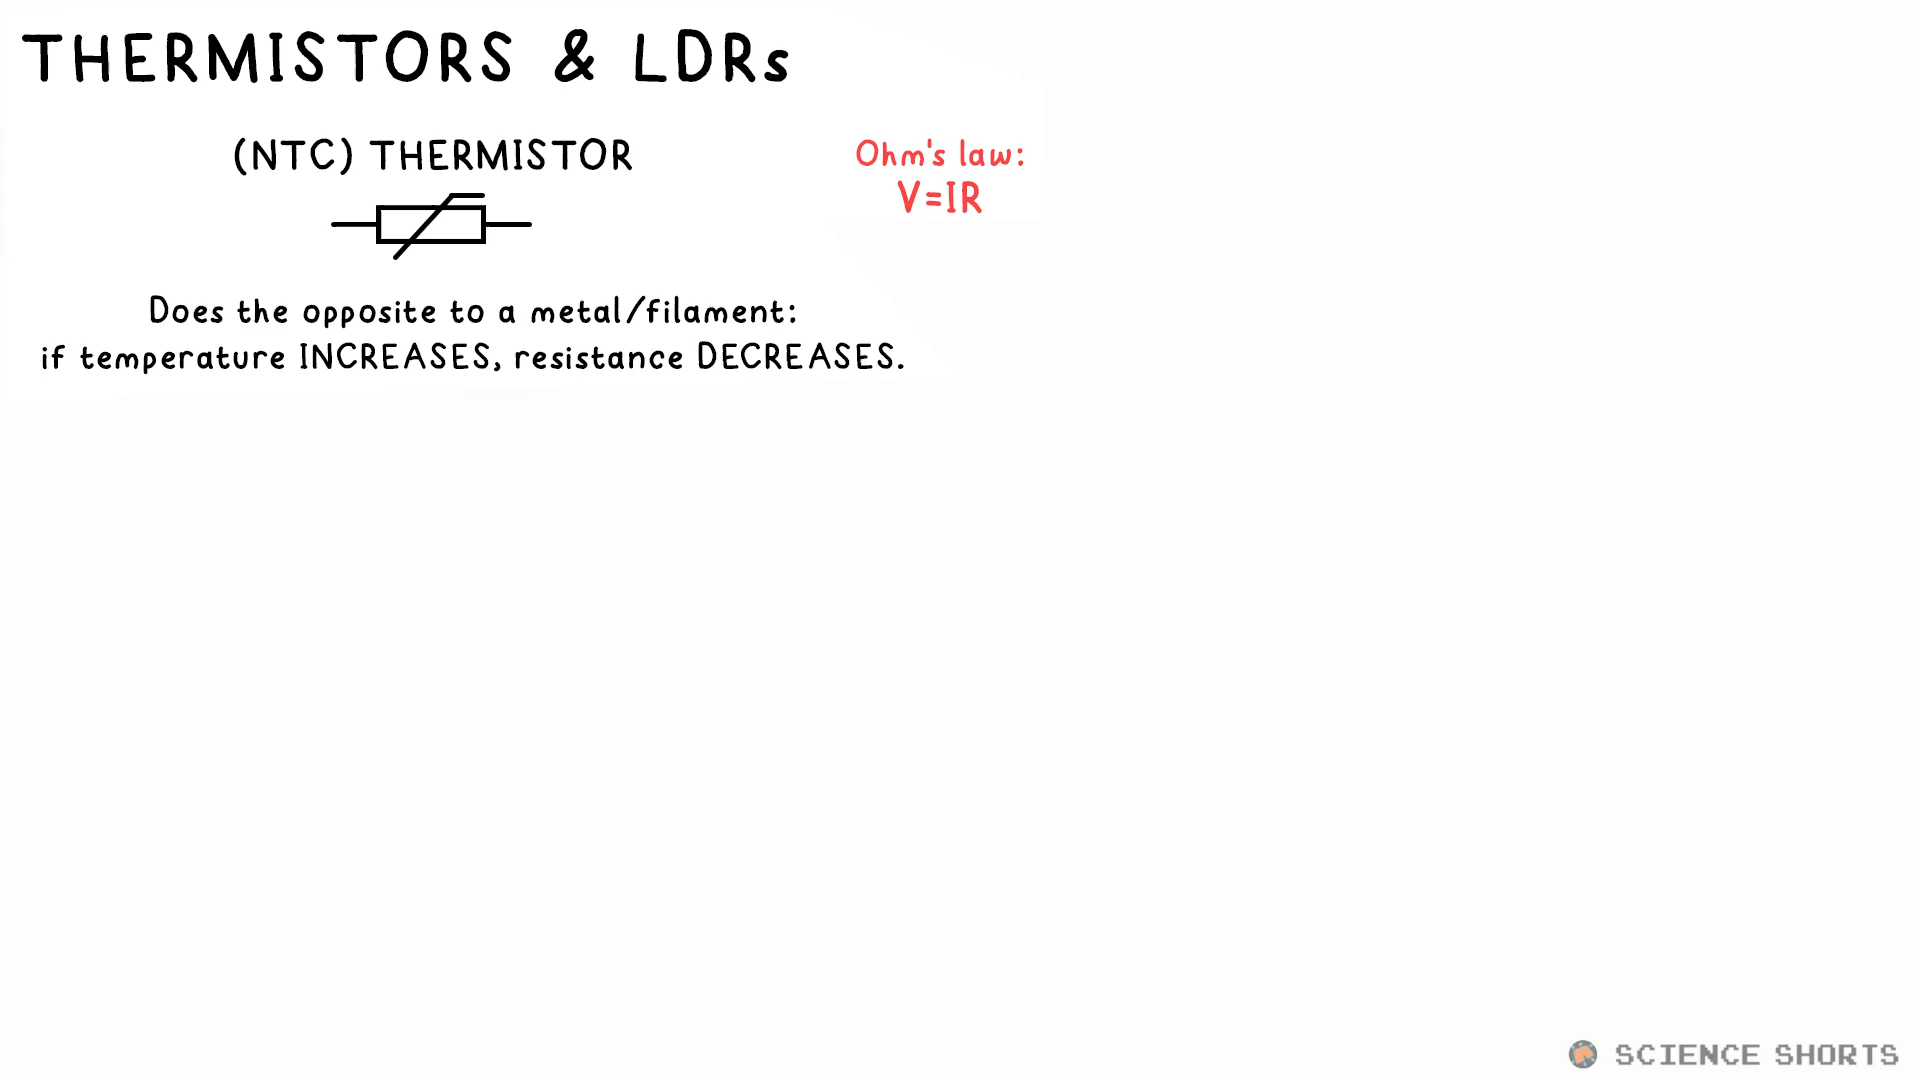 THERMISTORS & LDRs
(NTC) THERMISTOR
Ohm's law:
V=IR
Does the opposite to a metal/filament:
if temperature INCREASES, resistance DECREASES.
SCIENCE SHORTS